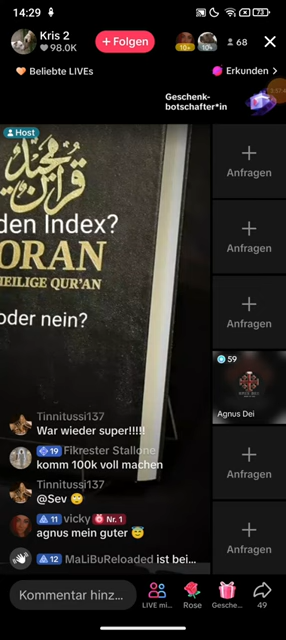 14:29
73
Kris 2
98.0K
+ Folgen
10+
10+
68
Beliebte LIVEs
Erkunden >
Geschenk-
botschafter*in
Host
قرآن مجيد
den Index?
ORAN
HEILIGE QUR'AN
oder nein?
Anfragen
Anfragen
Anfragen
59
Agnus Dei
Anfragen
Anfragen
Tinnitussi137
War wieder super!!!!!
19 Fikrester Stallone
komm 100k voll machen
Tinnitussi137
@Sev 🙄
11 vicky Nr. 1
agnus mein guter 😇
12 MaLiBuReloaded ist bei...
Kommentar hinz...
LIVE mi...
Rose
Gesche...
49